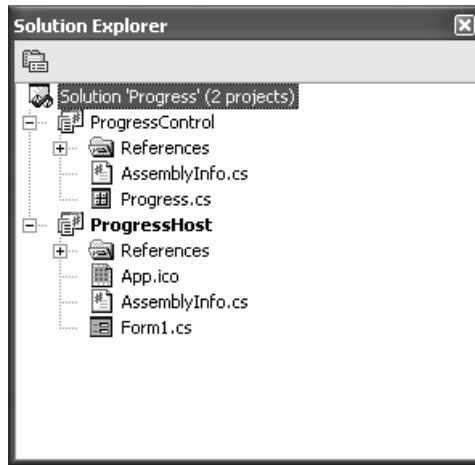 Solution Explorer
Solution 'Progress' (2 projects)
ProgressControl
References
AssemblyInfo.cs
Progress.cs
ProgressHost
References
App.ico
AssemblyInfo.cs
Form1.cs